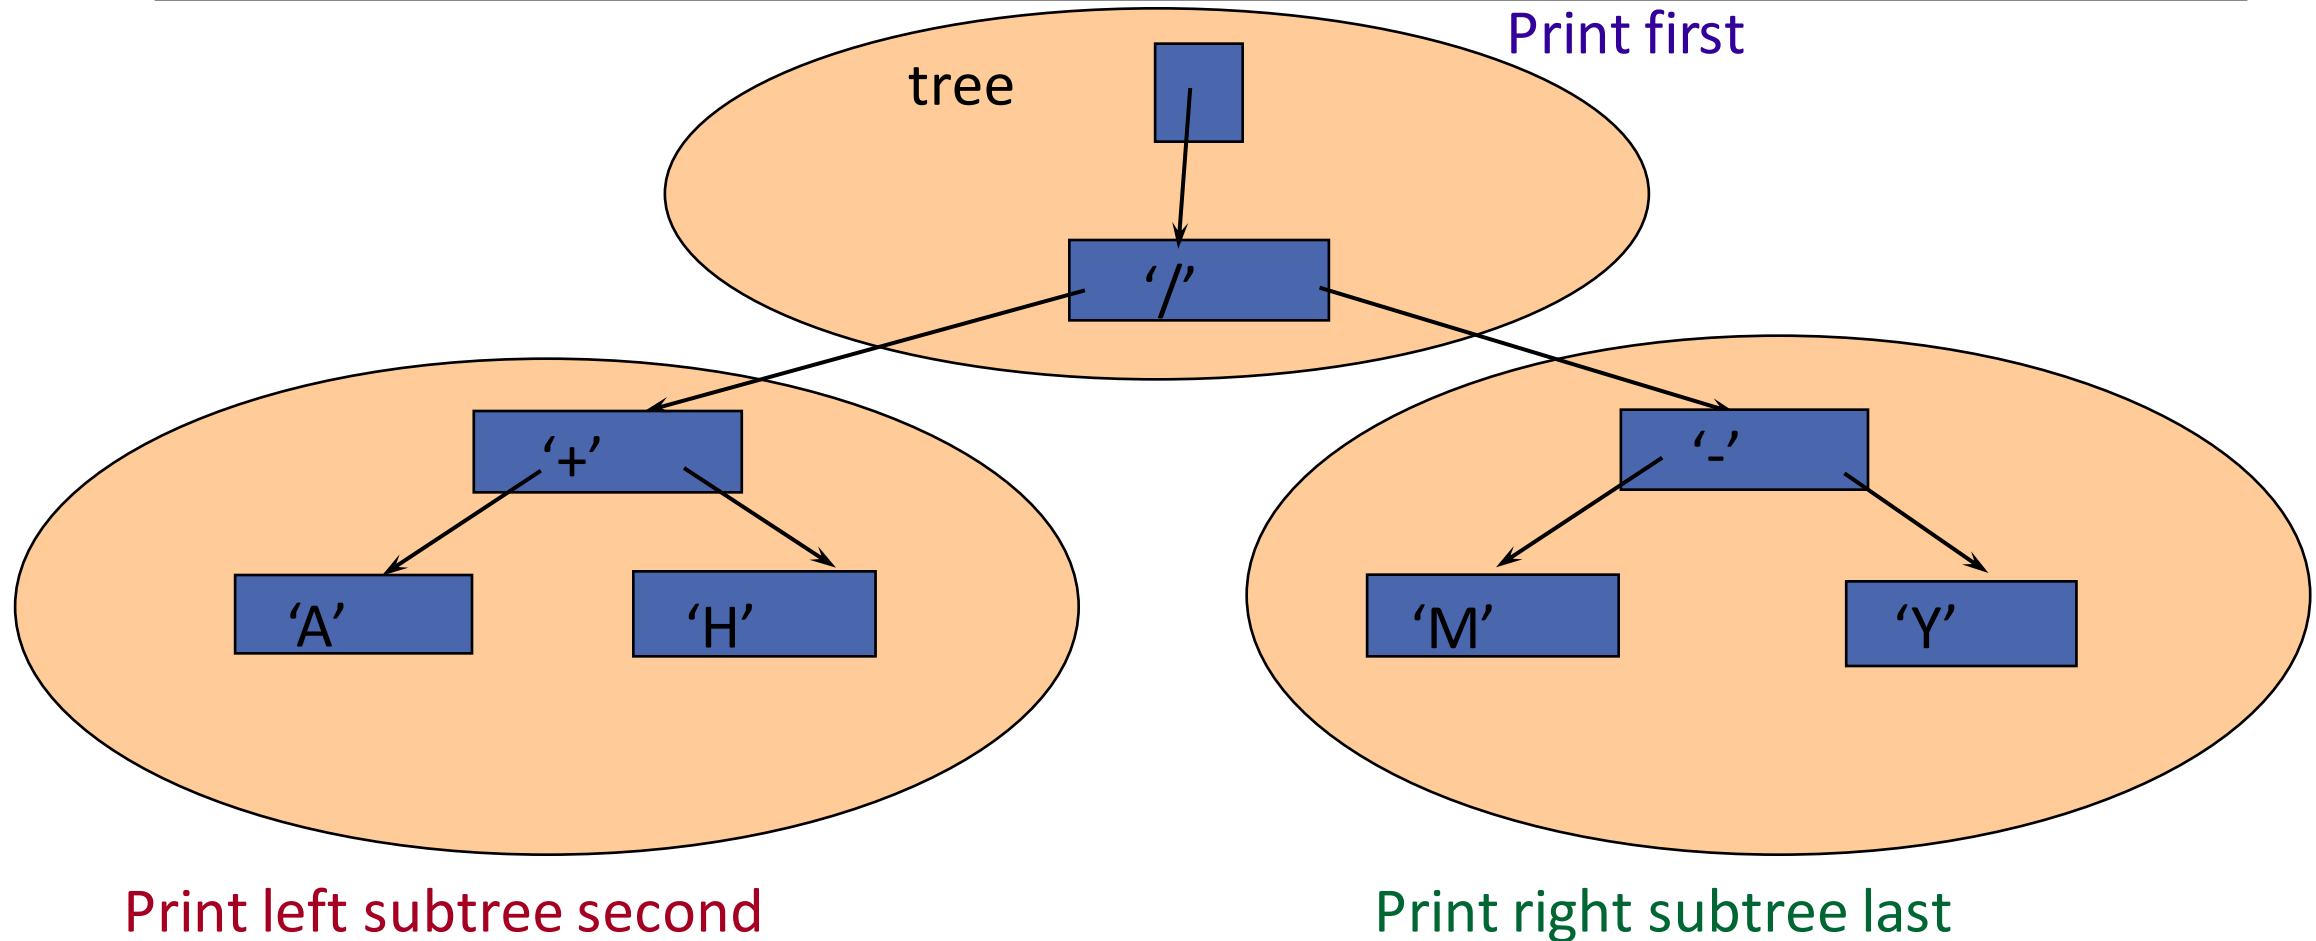 Print first
tree
‘/’
‘+’
‘-’
‘A’
‘H’
‘M’
‘Y’
Print left subtree second
Print right subtree last